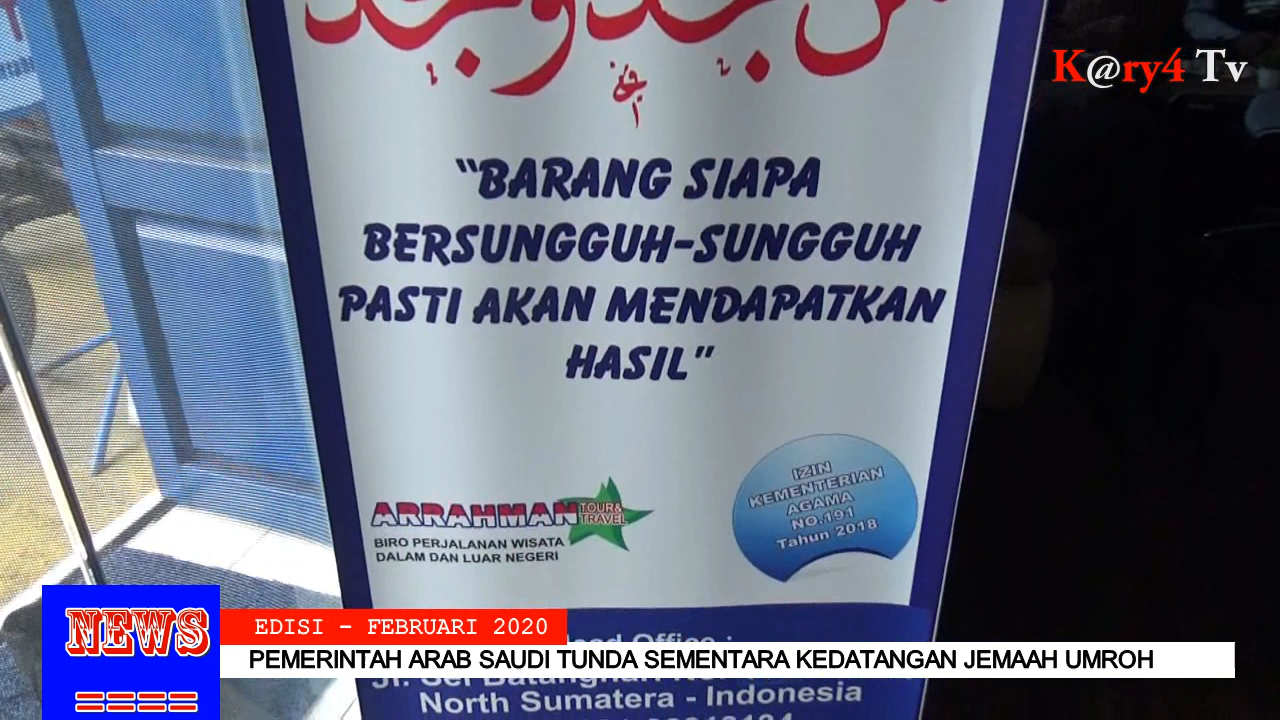 K@ry4 Tv
“BARANG SIAPA
BERSUNGGUH-SUNGGUH
PASTI AKAN MENDAPATKAN
HASIL”
ARRAHMAN TOUR& TRAVEL
BIRO PERJALANAN WISATA
DALAM DAN LUAR NEGERI
IZIN
KEMENTERIAN
AGAMA
NO.191
Tahun 2018
NEWS
EDISI - FEBRUARI 2020
PEMERINTAH ARAB SAUDI TUNDA SEMENTARA KEDATANGAN JEMAAH UMROH
Office :
North Sumatera - Indonesia